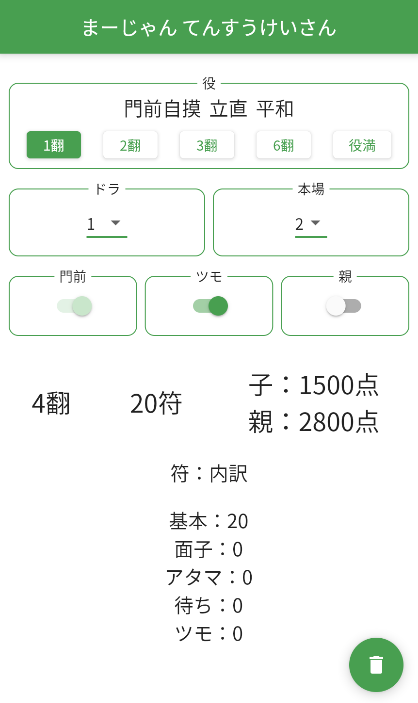 まーじゃん てんすうけいさん
役
門前自摸 立直 平和
1翻 2翻 3翻 6翻 役満
ドラ 本場
1 2
門前 ツモ 親
4翻 20符 子：1500点
親：2800点
符：内訳
基本：20
面子：0
アタマ：0
待ち：0
ツモ：0